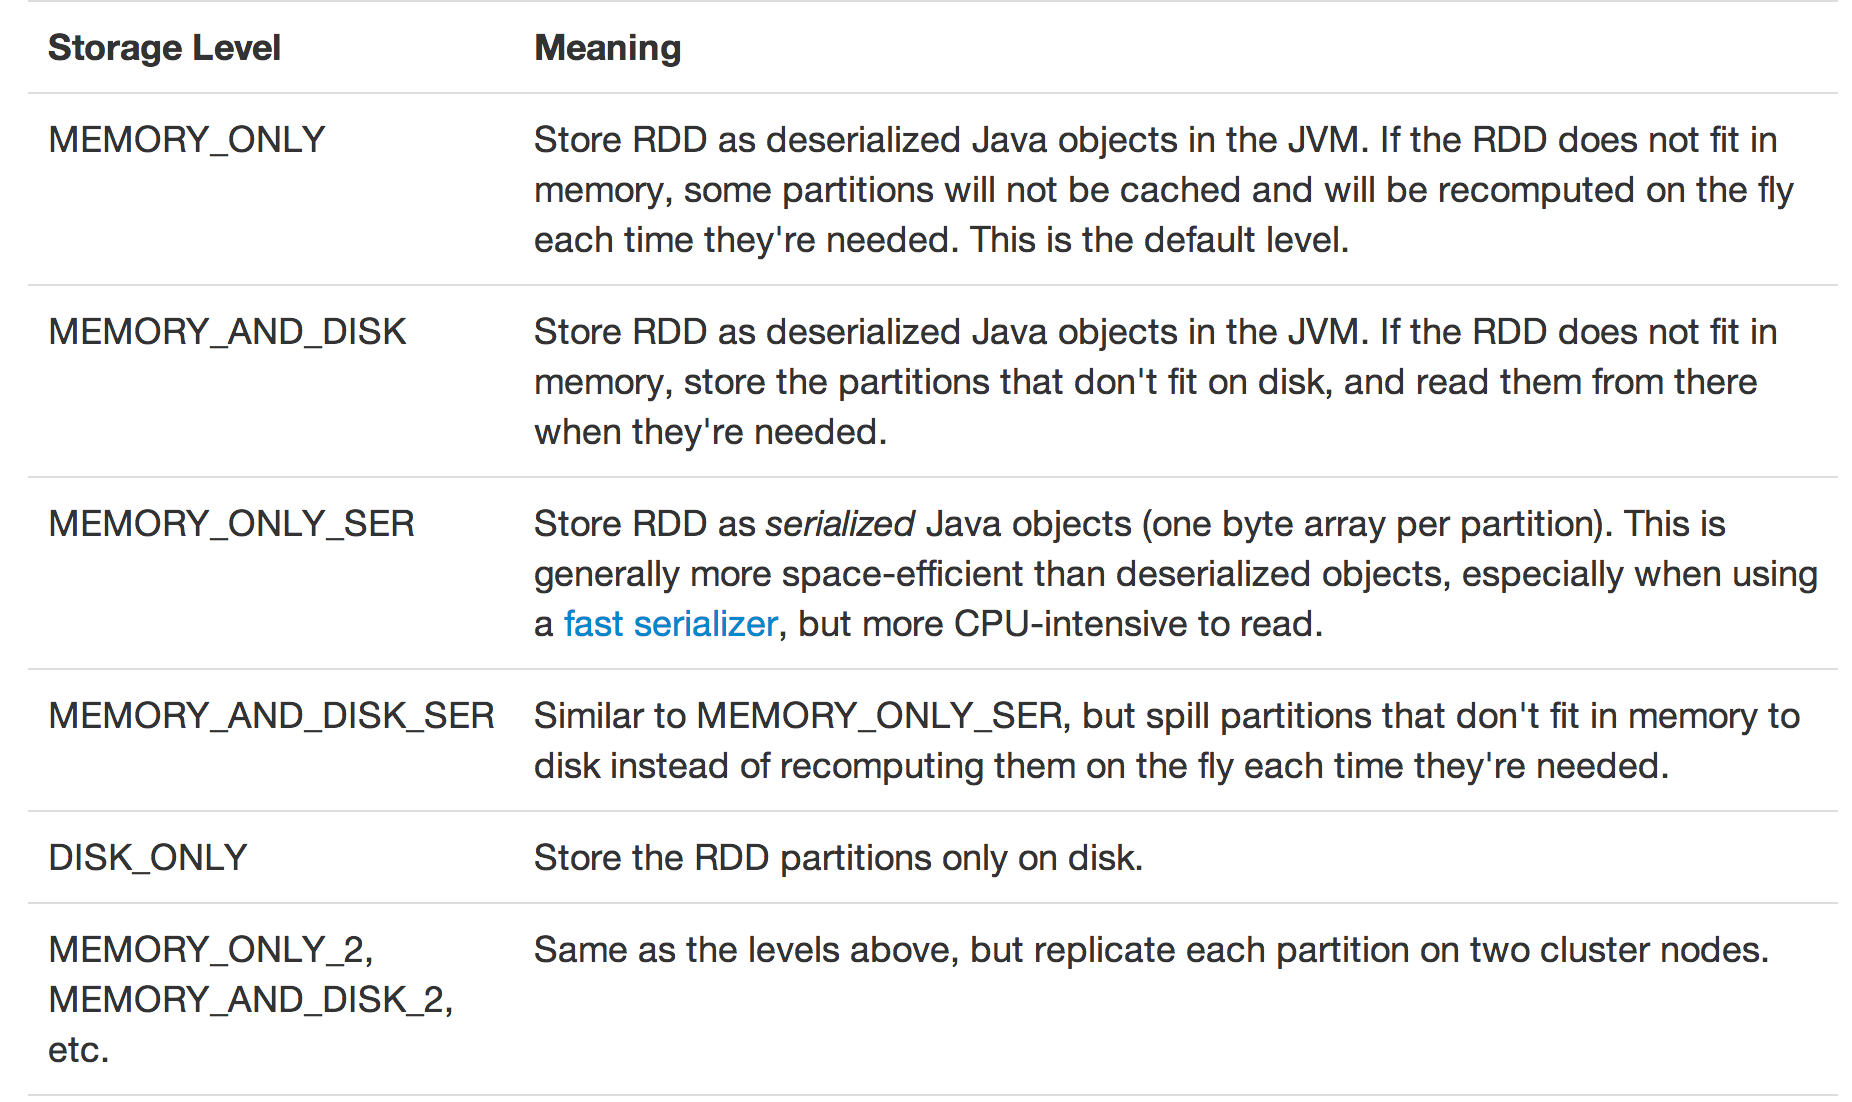 Storage Level Meaning
MEMORY_ONLY Store RDD as deserialized Java objects in the JVM. If the RDD does not fit in
memory, some partitions will not be cached and will be recomputed on the fly
each time they're needed. This is the default level.
MEMORY_AND_DISK Store RDD as deserialized Java objects in the JVM. If the RDD does not fit in
memory, store the partitions that don't fit on disk, and read them from there
when they're needed.
MEMORY_ONLY_SER Store RDD as serialized Java objects (one byte array per partition). This is
generally more space-efficient than deserialized objects, especially when using
a fast serializer, but more CPU-intensive to read.
MEMORY_AND_DISK_SER Similar to MEMORY_ONLY_SER, but spill partitions that don't fit in memory to
disk instead of recomputing them on the fly each time they're needed.
DISK_ONLY Store the RDD partitions only on disk.
MEMORY_ONLY_2, Same as the levels above, but replicate each partition on two cluster nodes.
MEMORY_AND_DISK_2,
etc.